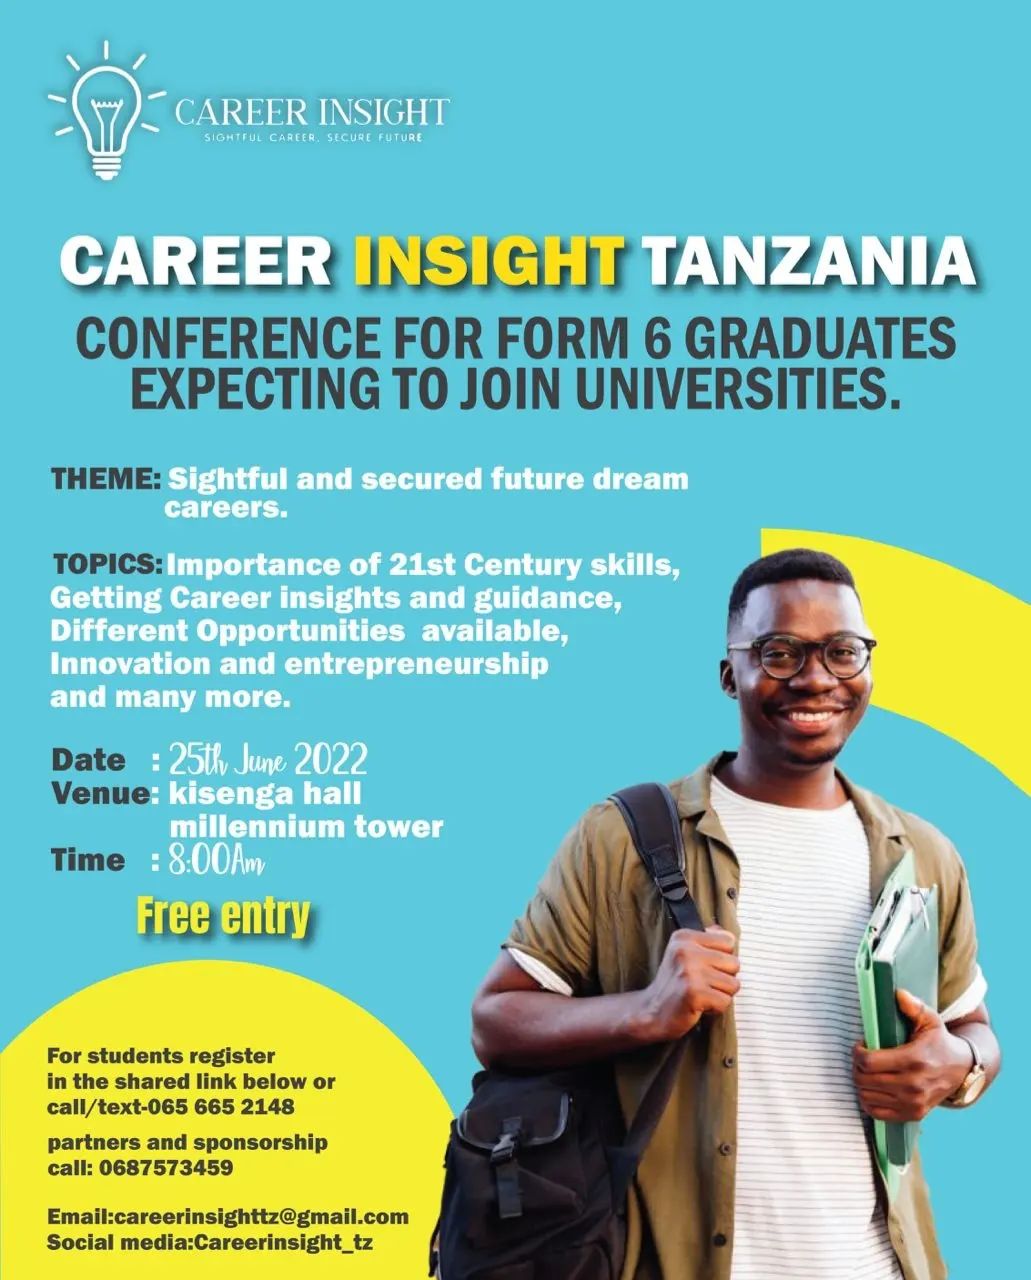 CAREER INSIGHT
SIGHTFUL CAREER, SECURE FUTURE
CAREER INSIGHT TANZANIA
CONFERENCE FOR FORM 6 GRADUATES
EXPECTING TO JOIN UNIVERSITIES.
THEME: Sightful and secured future dream
careers.
TOPICS: Importance of 21st Century skills,
Getting Career insights and guidance,
Different Opportunities available,
Innovation and entrepreneurship
and many more.
Date : 25th June 2022
Venue: kisenga hall
millennium tower
Time : 8:00Am
Free entry
For students register
in the shared link below or
call/text-065 665 2148
partners and sponsorship
call: 0687573459
Email:careerinsighttz@gmail.com
Social media:Careerinsight_tz